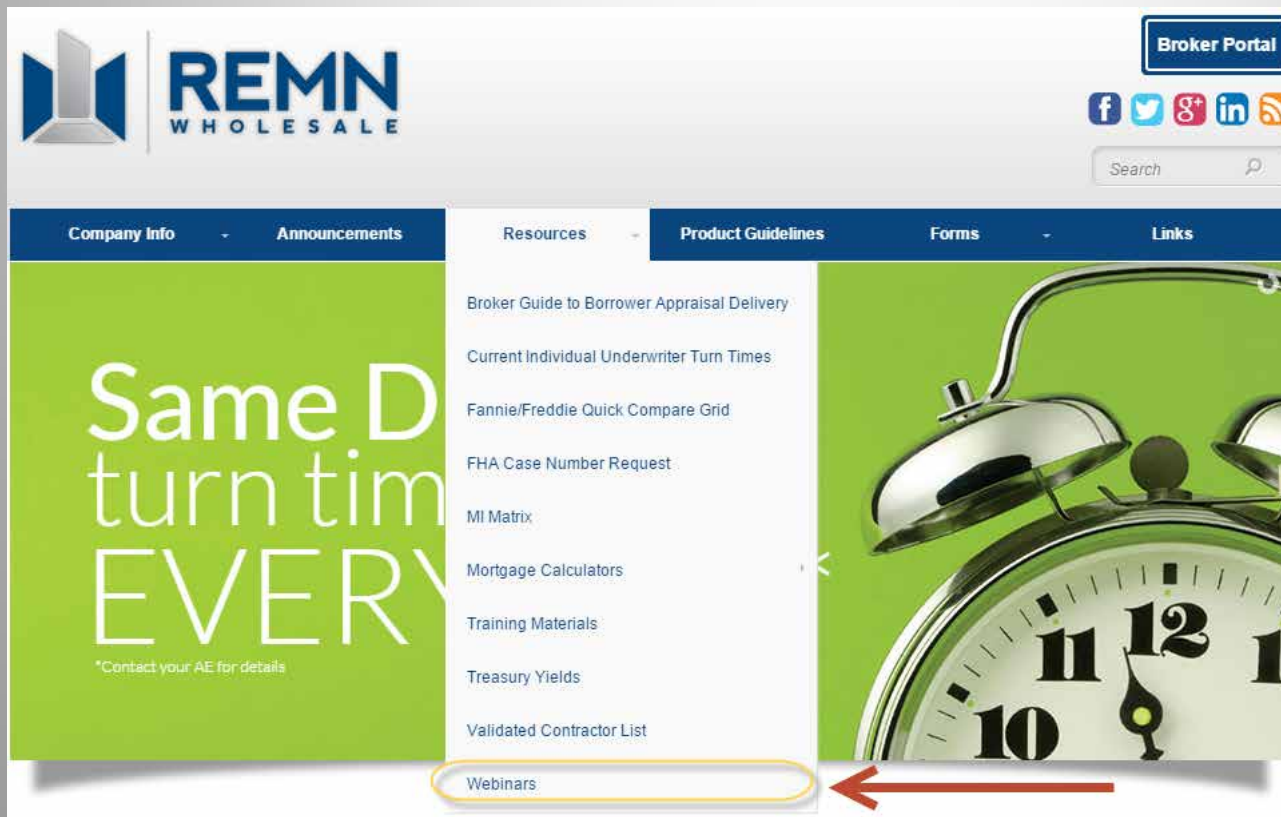 REMN
WHOLESALE
Broker Portal
f g+ in
Search
Company Info Announcements Resources Product Guidelines Forms Links
Broker Guide to Borrower Appraisal Delivery
Current Individual Underwriter Turn Times
Fannie/Freddie Quick Compare Grid
FHA Case Number Request
MI Matrix
Mortgage Calculators
Training Materials
Treasury Yields
Validated Contractor List
Webinars
Same D
turn tim
EVERY
*Contact your AE for details
11 12 1
10